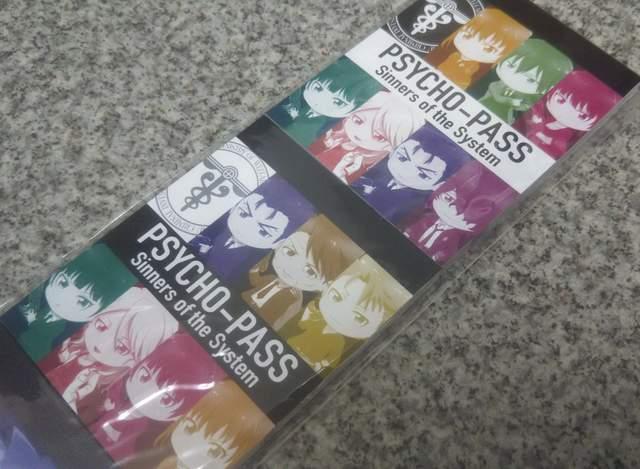 PSYCHO-PASS
Sinners of the System
PSYCHO-PASS
Sinners of the System